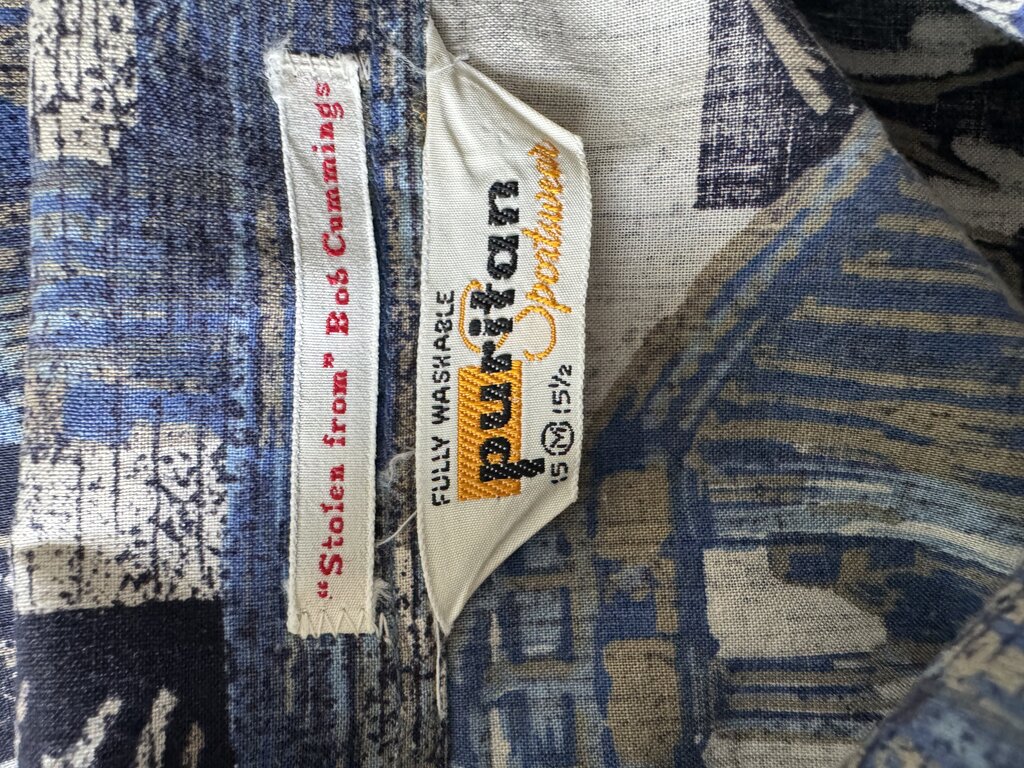 “Stolen from” Bob Cummings
FULLY WASHABLE
puritan
Sportswear
15 M 15½